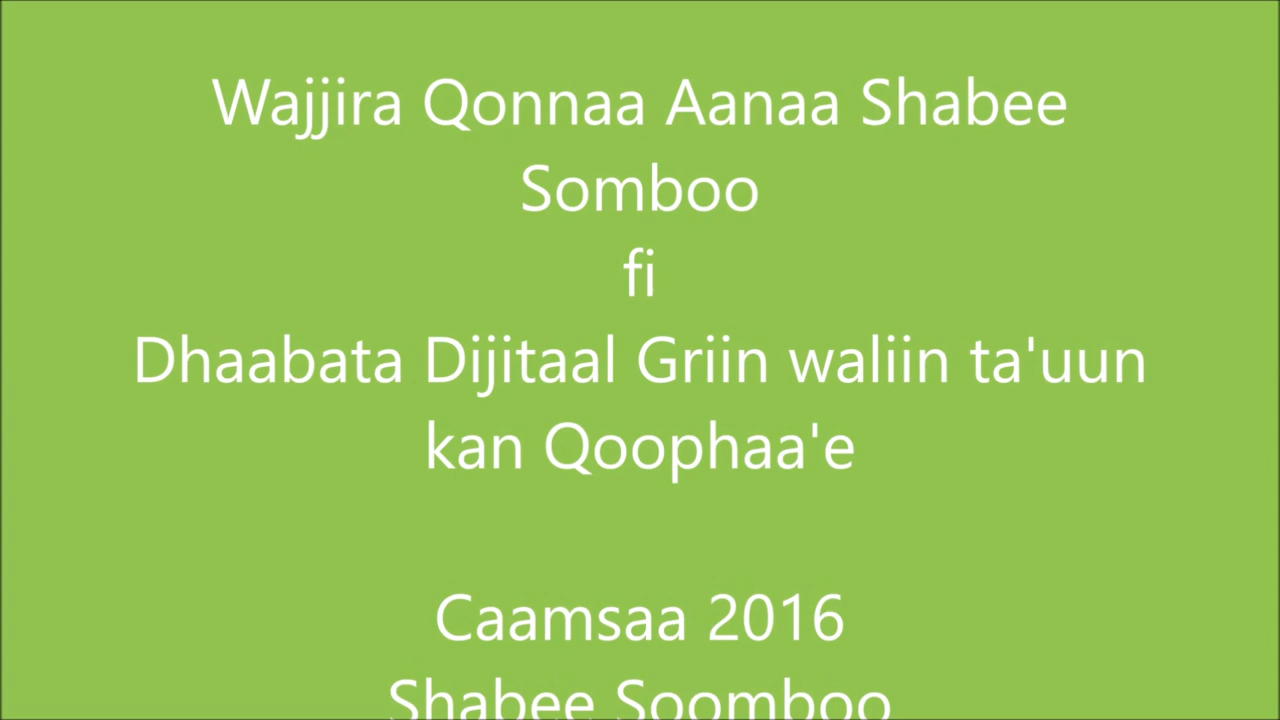 Wajjira Qonnaa Aanaa Shabee
Somboo
fi
Dhaabata Dijitaal Griin waliin ta'uun
kan Qoophaa'e
Caamsaa 2016
Shabee Soomboo